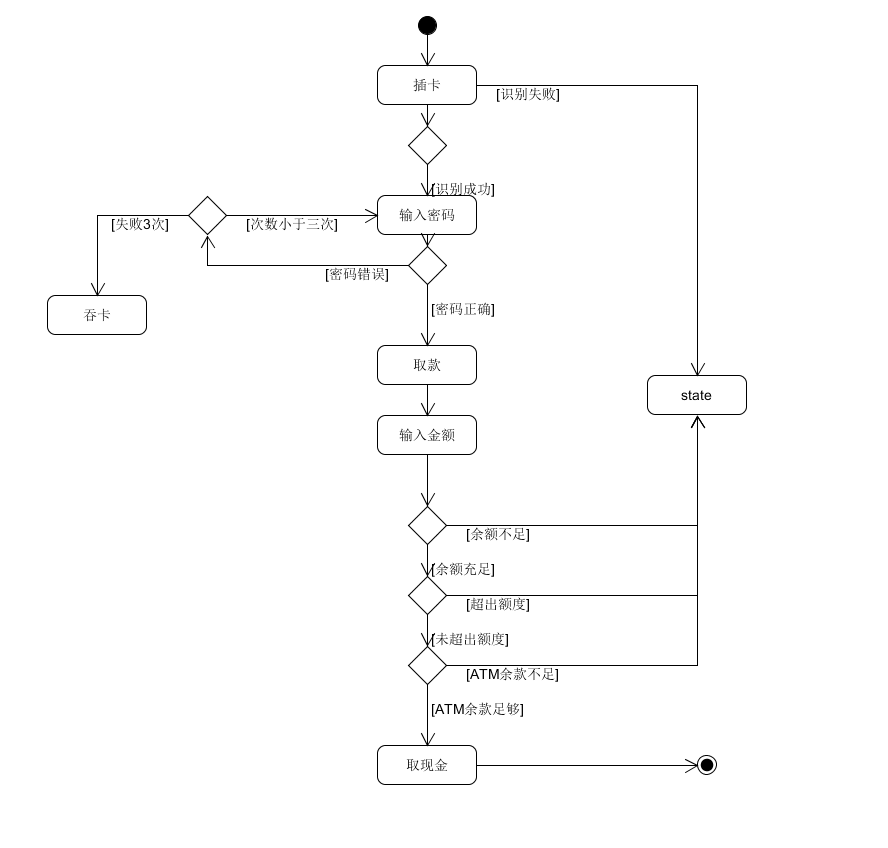 插卡
[识别失败]
[识别成功]
输入密码
[失败3次]
[次数小于三次]
[密码错误]
吞卡
[密码正确]
取款
state
输入金额
[余额不足]
[余额充足]
[超出额度]
[未超出额度]
[ATM余款不足]
[ATM余款足够]
取现金